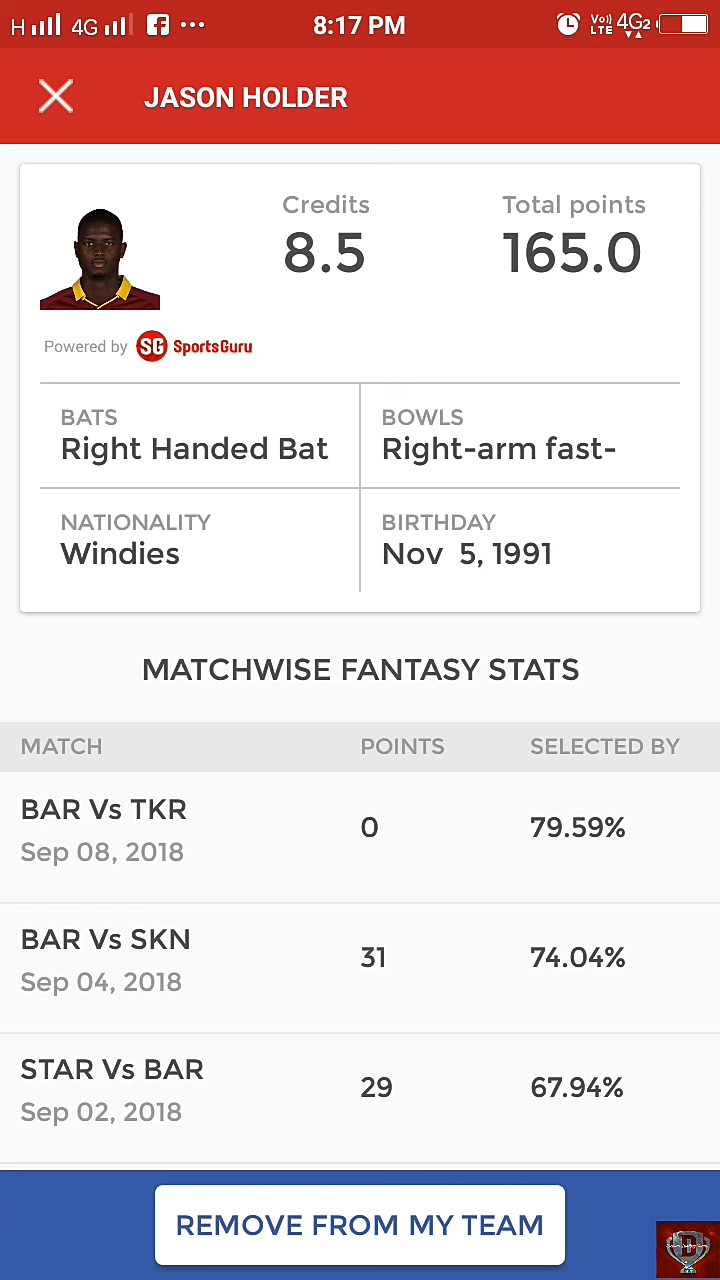 H 4G 8:17 PM Vo)) LTE 4G2
JASON HOLDER
Credits Total points
8.5 165.0
Powered by SG SportsGuru
BATS BOWLS
Right Handed Bat Right-arm fast-
NATIONALITY BIRTHDAY
Windies Nov 5, 1991
MATCHWISE FANTASY STATS
MATCH POINTS SELECTED BY
BAR Vs TKR 0 79.59%
Sep 08, 2018
BAR Vs SKN 31 74.04%
Sep 04, 2018
STAR Vs BAR 29 67.94%
Sep 02, 2018
REMOVE FROM MY TEAM
D